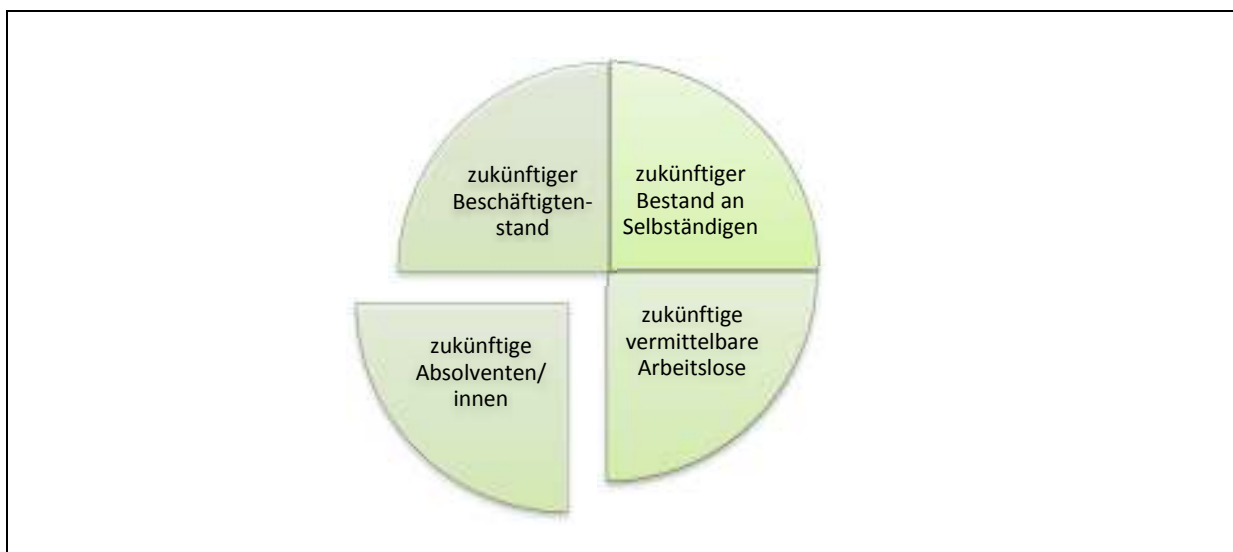 zukünftiger
Beschäftigten-
stand
zukünftiger
Bestand an
Selbständigen
zukünftige
Absolventen/
innen
zukünftige
vermittelbare
Arbeitslose